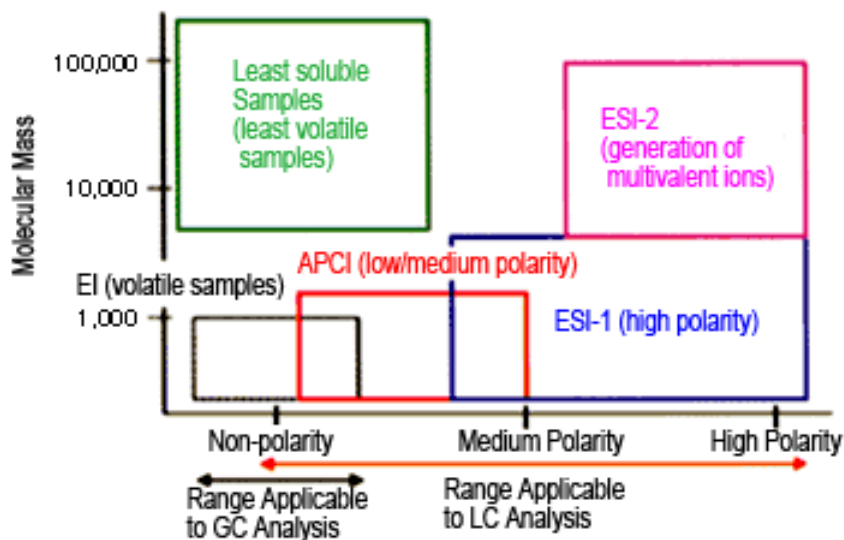 Molecular Mass
100,000
10,000
1,000
Least soluble
Samples
(least volatile
samples)
ESI-2
(generation of
multivalent ions)
APCI (low/medium polarity)
EI (volatile samples)
ESI-1 (high polarity)
Non-polarity
Medium Polarity
High Polarity
Range Applicable
to GC Analysis
Range Applicable
to LC Analysis